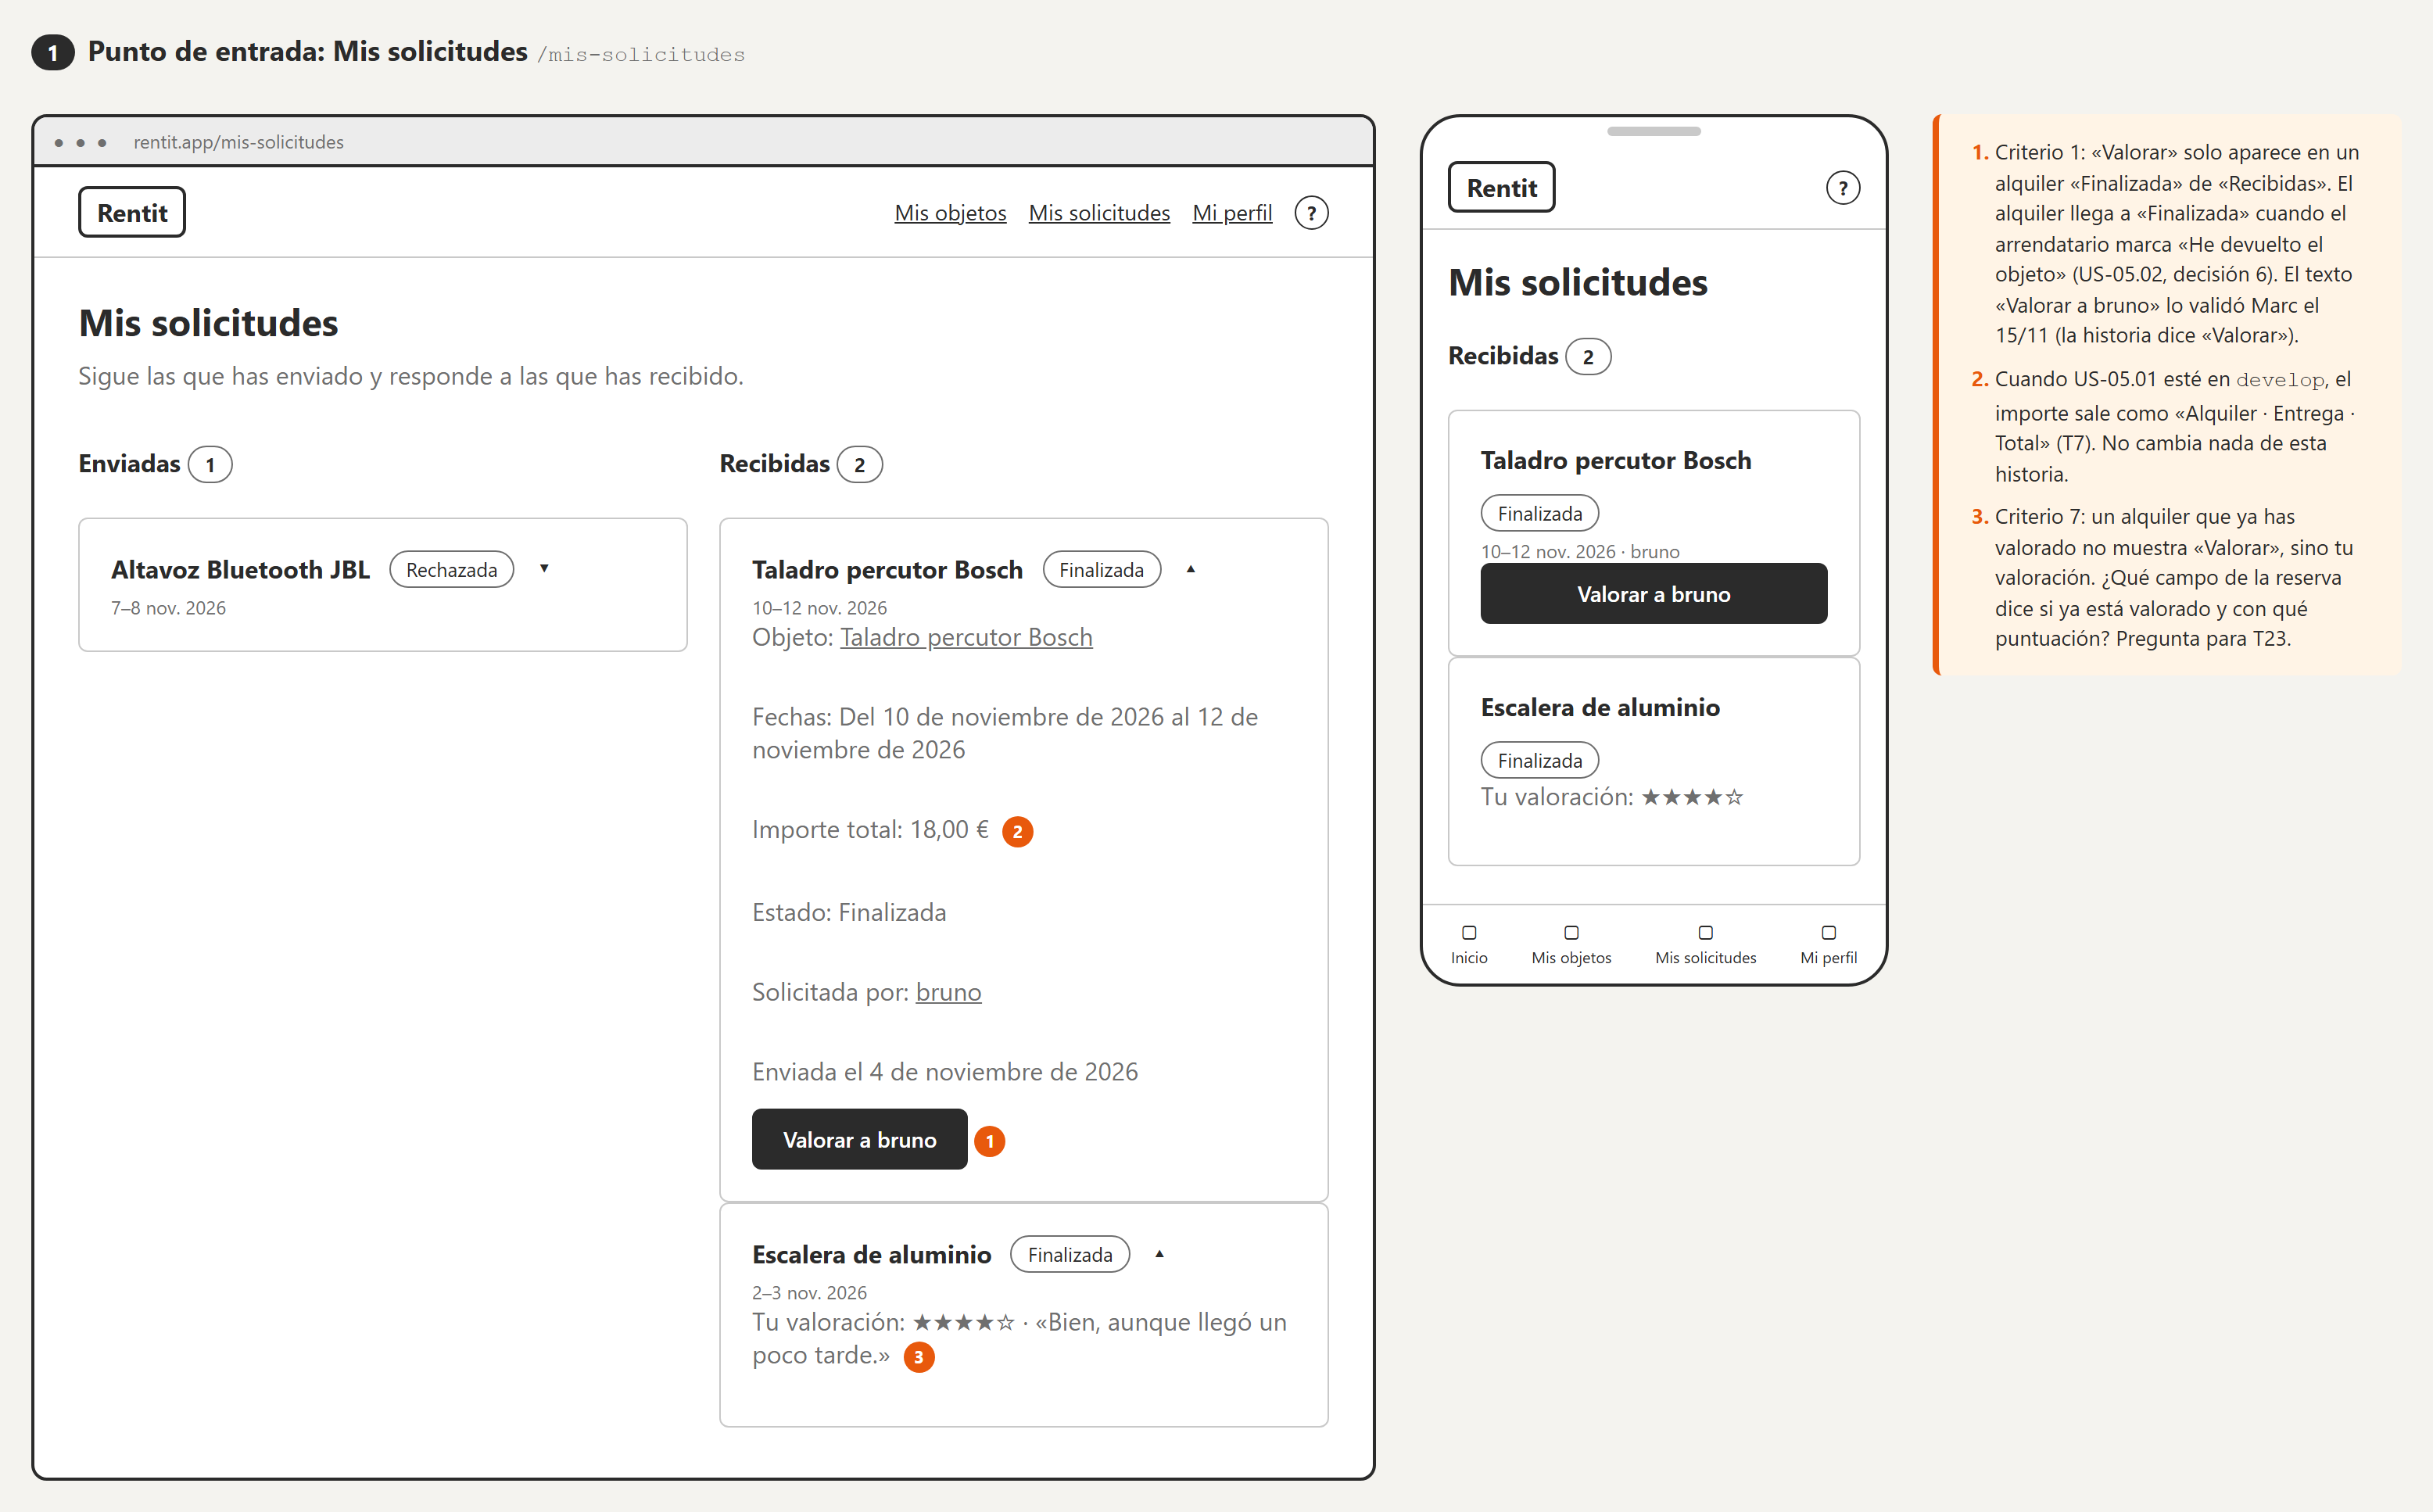 1 Punto de entrada: Mis solicitudes /mis-solicitudes
rentit.app/mis-solicitudes
Rentit
Mis objetos Mis solicitudes Mi perfil ?
Mis solicitudes
Sigue las que has enviado y responde a las que has recibido.
Enviadas 1
Altavoz Bluetooth JBL Rechazada ▼
7–8 nov. 2026
Recibidas 2
Taladro percutor Bosch Finalizada ▲
10–12 nov. 2026
Objeto: Taladro percutor Bosch
Fechas: Del 10 de noviembre de 2026 al 12 de
noviembre de 2026
Importe total: 18,00 € 2
Estado: Finalizada
Solicitada por: bruno
Enviada el 4 de noviembre de 2026
Valorar a bruno 1
Escalera de aluminio Finalizada ▲
2–3 nov. 2026
Tu valoración: ★★★★☆ · «Bien, aunque llegó un
poco tarde.» 3
Rentit ?
Mis solicitudes
Recibidas 2
Taladro percutor Bosch
Finalizada
10–12 nov. 2026 · bruno
Valorar a bruno
Escalera de aluminio
Finalizada
Tu valoración: ★★★★☆
Inicio Mis objetos Mis solicitudes Mi perfil
1. Criterio 1: «Valorar» solo aparece en un
alquiler «Finalizada» de «Recibidas». El
alquiler llega a «Finalizada» cuando el
arrendatario marca «He devuelto el
objeto» (US-05.02, decisión 6). El texto
«Valorar a bruno» lo validó Marc el
15/11 (la historia dice «Valorar»).
2. Cuando US-05.01 esté en develop, el
importe sale como «Alquiler · Entrega ·
Total» (T7). No cambia nada de esta
historia.
3. Criterio 7: un alquiler que ya has
valorado no muestra «Valorar», sino tu
valoración. ¿Qué campo de la reserva
dice si ya está valorado y con qué
puntuación? Pregunta para T23.